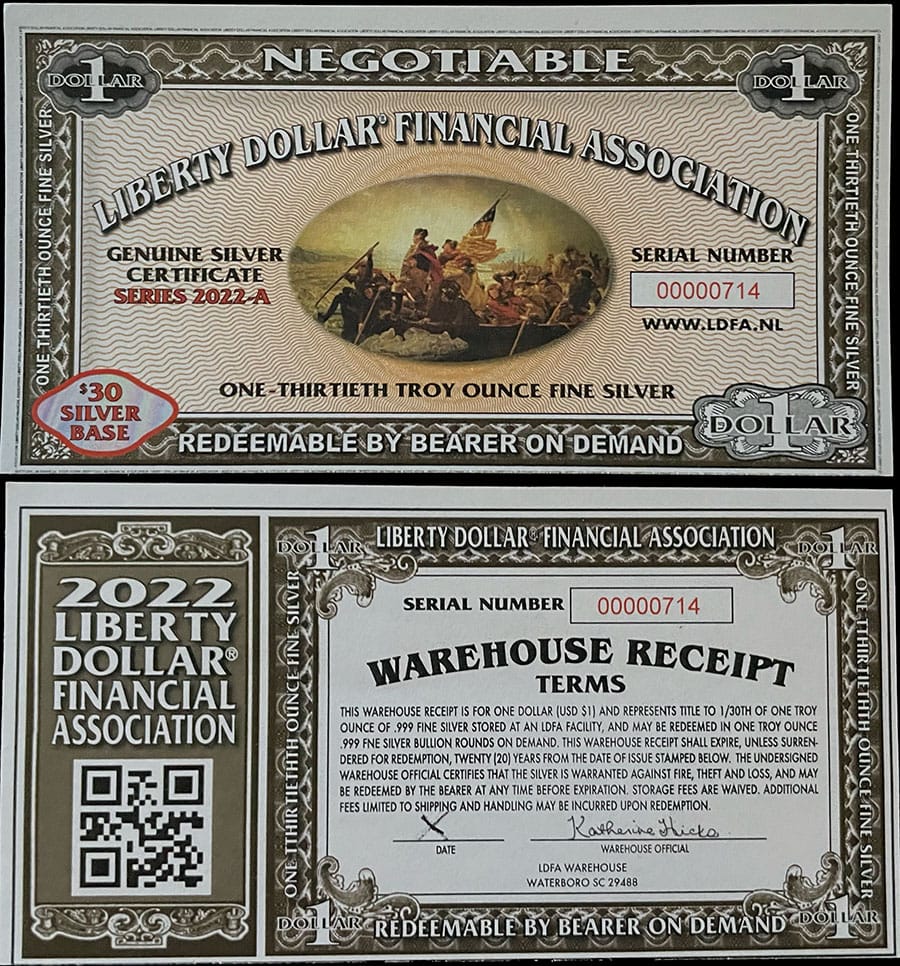 NEGOTIABLE
DOLLAR 1
DOLLAR 1
LIBERTY DOLLAR® FINANCIAL ASSOCIATION
ONE THIRTIETH OUNCE FINE SILVER
ONE THIRTIETH OUNCE FINE SILVER
GENUINE SILVER
CERTIFICATE
SERIES 2022-A
SERIAL NUMBER
00000714
WWW.LDFA.NL
ONE-THIRTIETH TROY OUNCE FINE SILVER
$30
SILVER
BASE
REDEEMABLE BY BEARER ON DEMAND
DOLLAR 1
2022
LIBERTY
DOLLAR®
FINANCIAL
ASSOCIATION
DOLLAR 1
LIBERTY DOLLAR® FINANCIAL ASSOCIATION
DOLLAR 1
SERIAL NUMBER 00000714
WAREHOUSE RECEIPT
TERMS
THIS WAREHOUSE RECEIPT IS FOR ONE DOLLAR (USD $1) AND REPRESENTS TITLE TO 1/30TH OF ONE TROY
OUNCE OF .999 FINE SILVER STORED AT AN LDFA FACILITY, AND MAY BE REDEEMED IN ONE TROY OUNCE
.999 FNE SILVER BULLION ROUNDS ON DEMAND. THIS WAREHOUSE RECEIPT SHALL EXPIRE, UNLESS SURREN-
DERED FOR REDEMPTION, TWENTY (20) YEARS FROM THE DATE OF ISSUE STAMPED BELOW. THE UNDERSIGNED
WAREHOUSE OFFICIAL CERTIFIES THAT THE SILVER IS WARRANTED AGAINST FIRE, THEFT AND LOSS, AND MAY
BE REDEEMED BY THE BEARER AT ANY TIME BEFORE EXPIRATION. STORAGE FEES ARE WAIVED. ADDITIONAL
FEES LIMITED TO SHIPPING AND HANDLING MAY BE INCURRED UPON REDEMPTION.
X Katherine Hicks
DATE WAREHOUSE OFFICIAL
LDFA WAREHOUSE
WATERBORO SC 29488
ONE TTHIRTIETHTH OUNCE FINE SILVER
ONE TTHIRTIETHTH OUNCE FINE SILVER
DOLLAR 1
REDEEMABLE BY BEARER ON DEMAND
DOLLAR 1